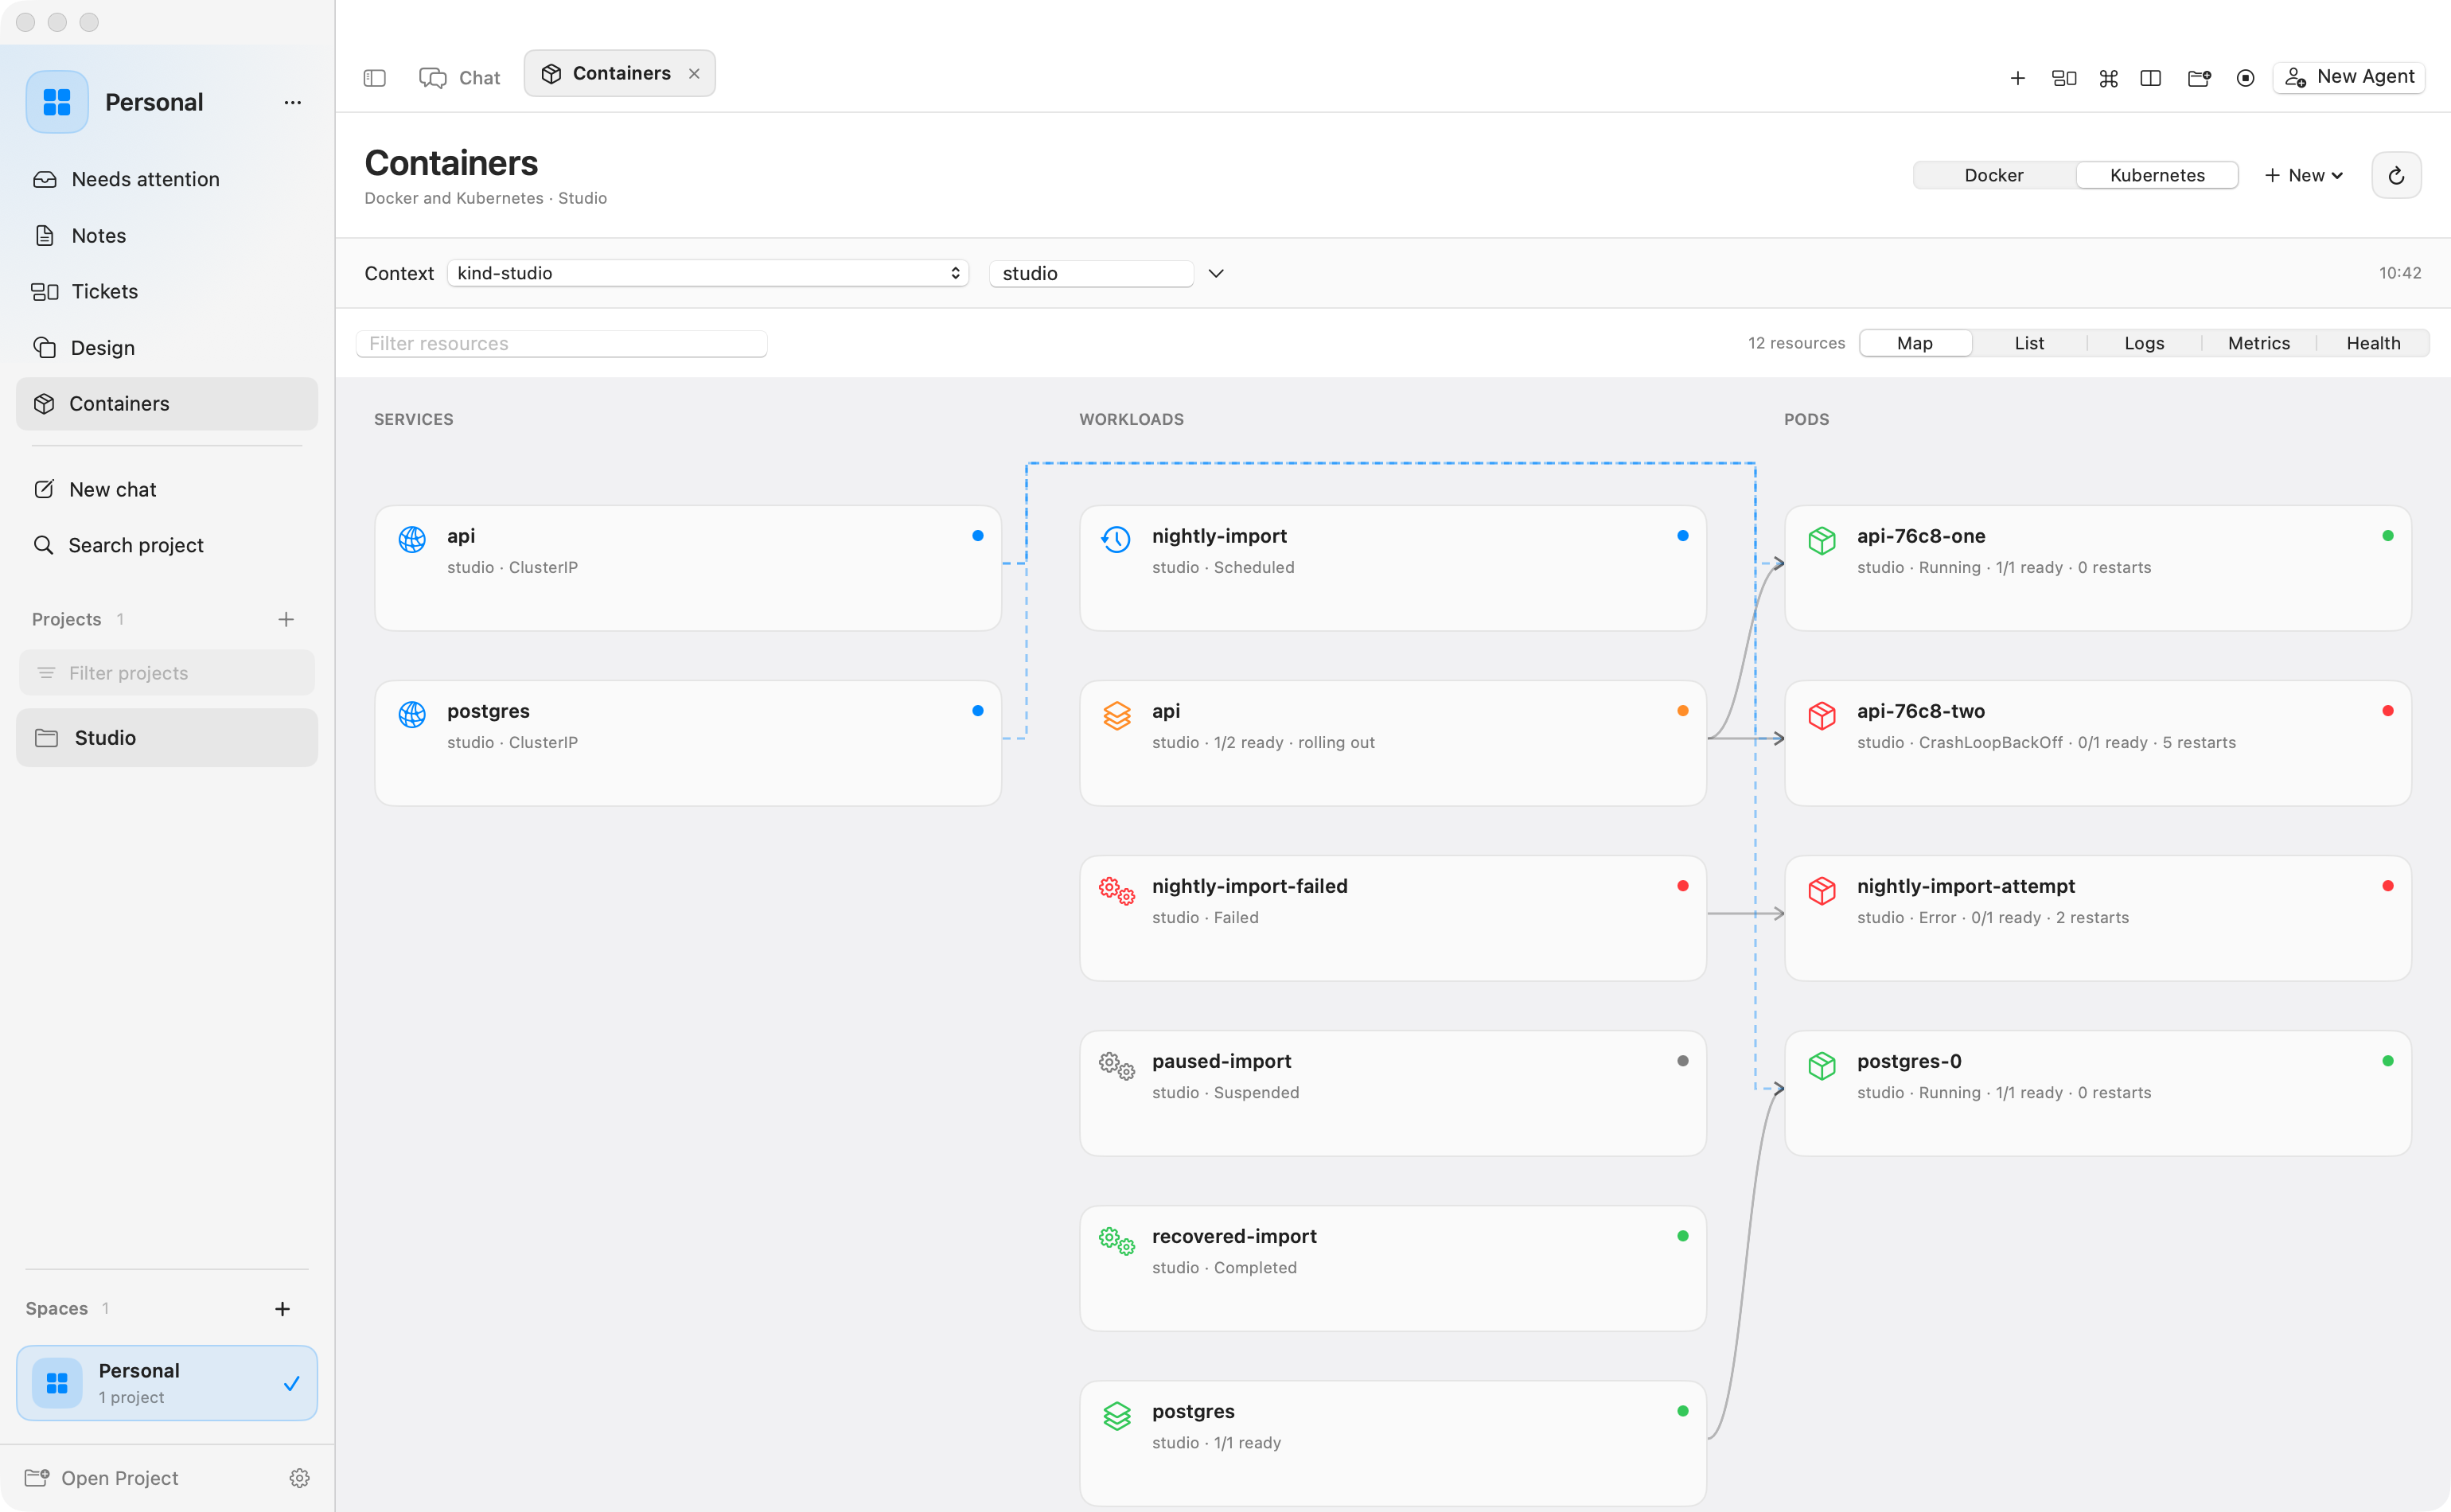 Personal
Needs attention
Notes
Tickets
Design
Containers
New chat
Search project
Projects 1
Filter projects
Studio
Spaces 1
Personal
1 project
Open Project
Chat
Containers
New Agent
Containers
Docker and Kubernetes · Studio
Docker
Kubernetes
New
Context
kind-studio
studio
10:42
Filter resources
12 resources
Map
List
Logs
Metrics
Health
SERVICES
api
studio · ClusterIP
postgres
studio · ClusterIP
WORKLOADS
nightly-import
studio · Scheduled
api
studio · 1/2 ready · rolling out
nightly-import-failed
studio · Failed
paused-import
studio · Suspended
recovered-import
studio · Completed
postgres
studio · 1/1 ready
PODS
api-76c8-one
studio · Running · 1/1 ready · 0 restarts
api-76c8-two
studio · CrashLoopBackOff · 0/1 ready · 5 restarts
nightly-import-attempt
studio · Error · 0/1 ready · 2 restarts
postgres-0
studio · Running · 1/1 ready · 0 restarts